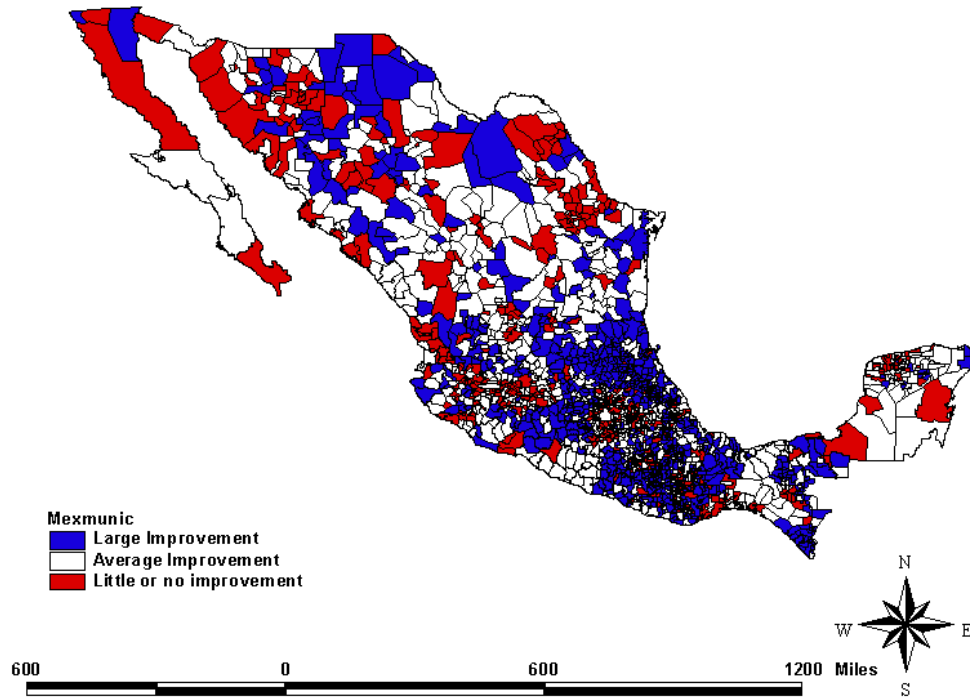 Mexmunic
Large Improvement
Average Improvement
Little or no improvement
N
W E
S
600 0 600 1200 Miles